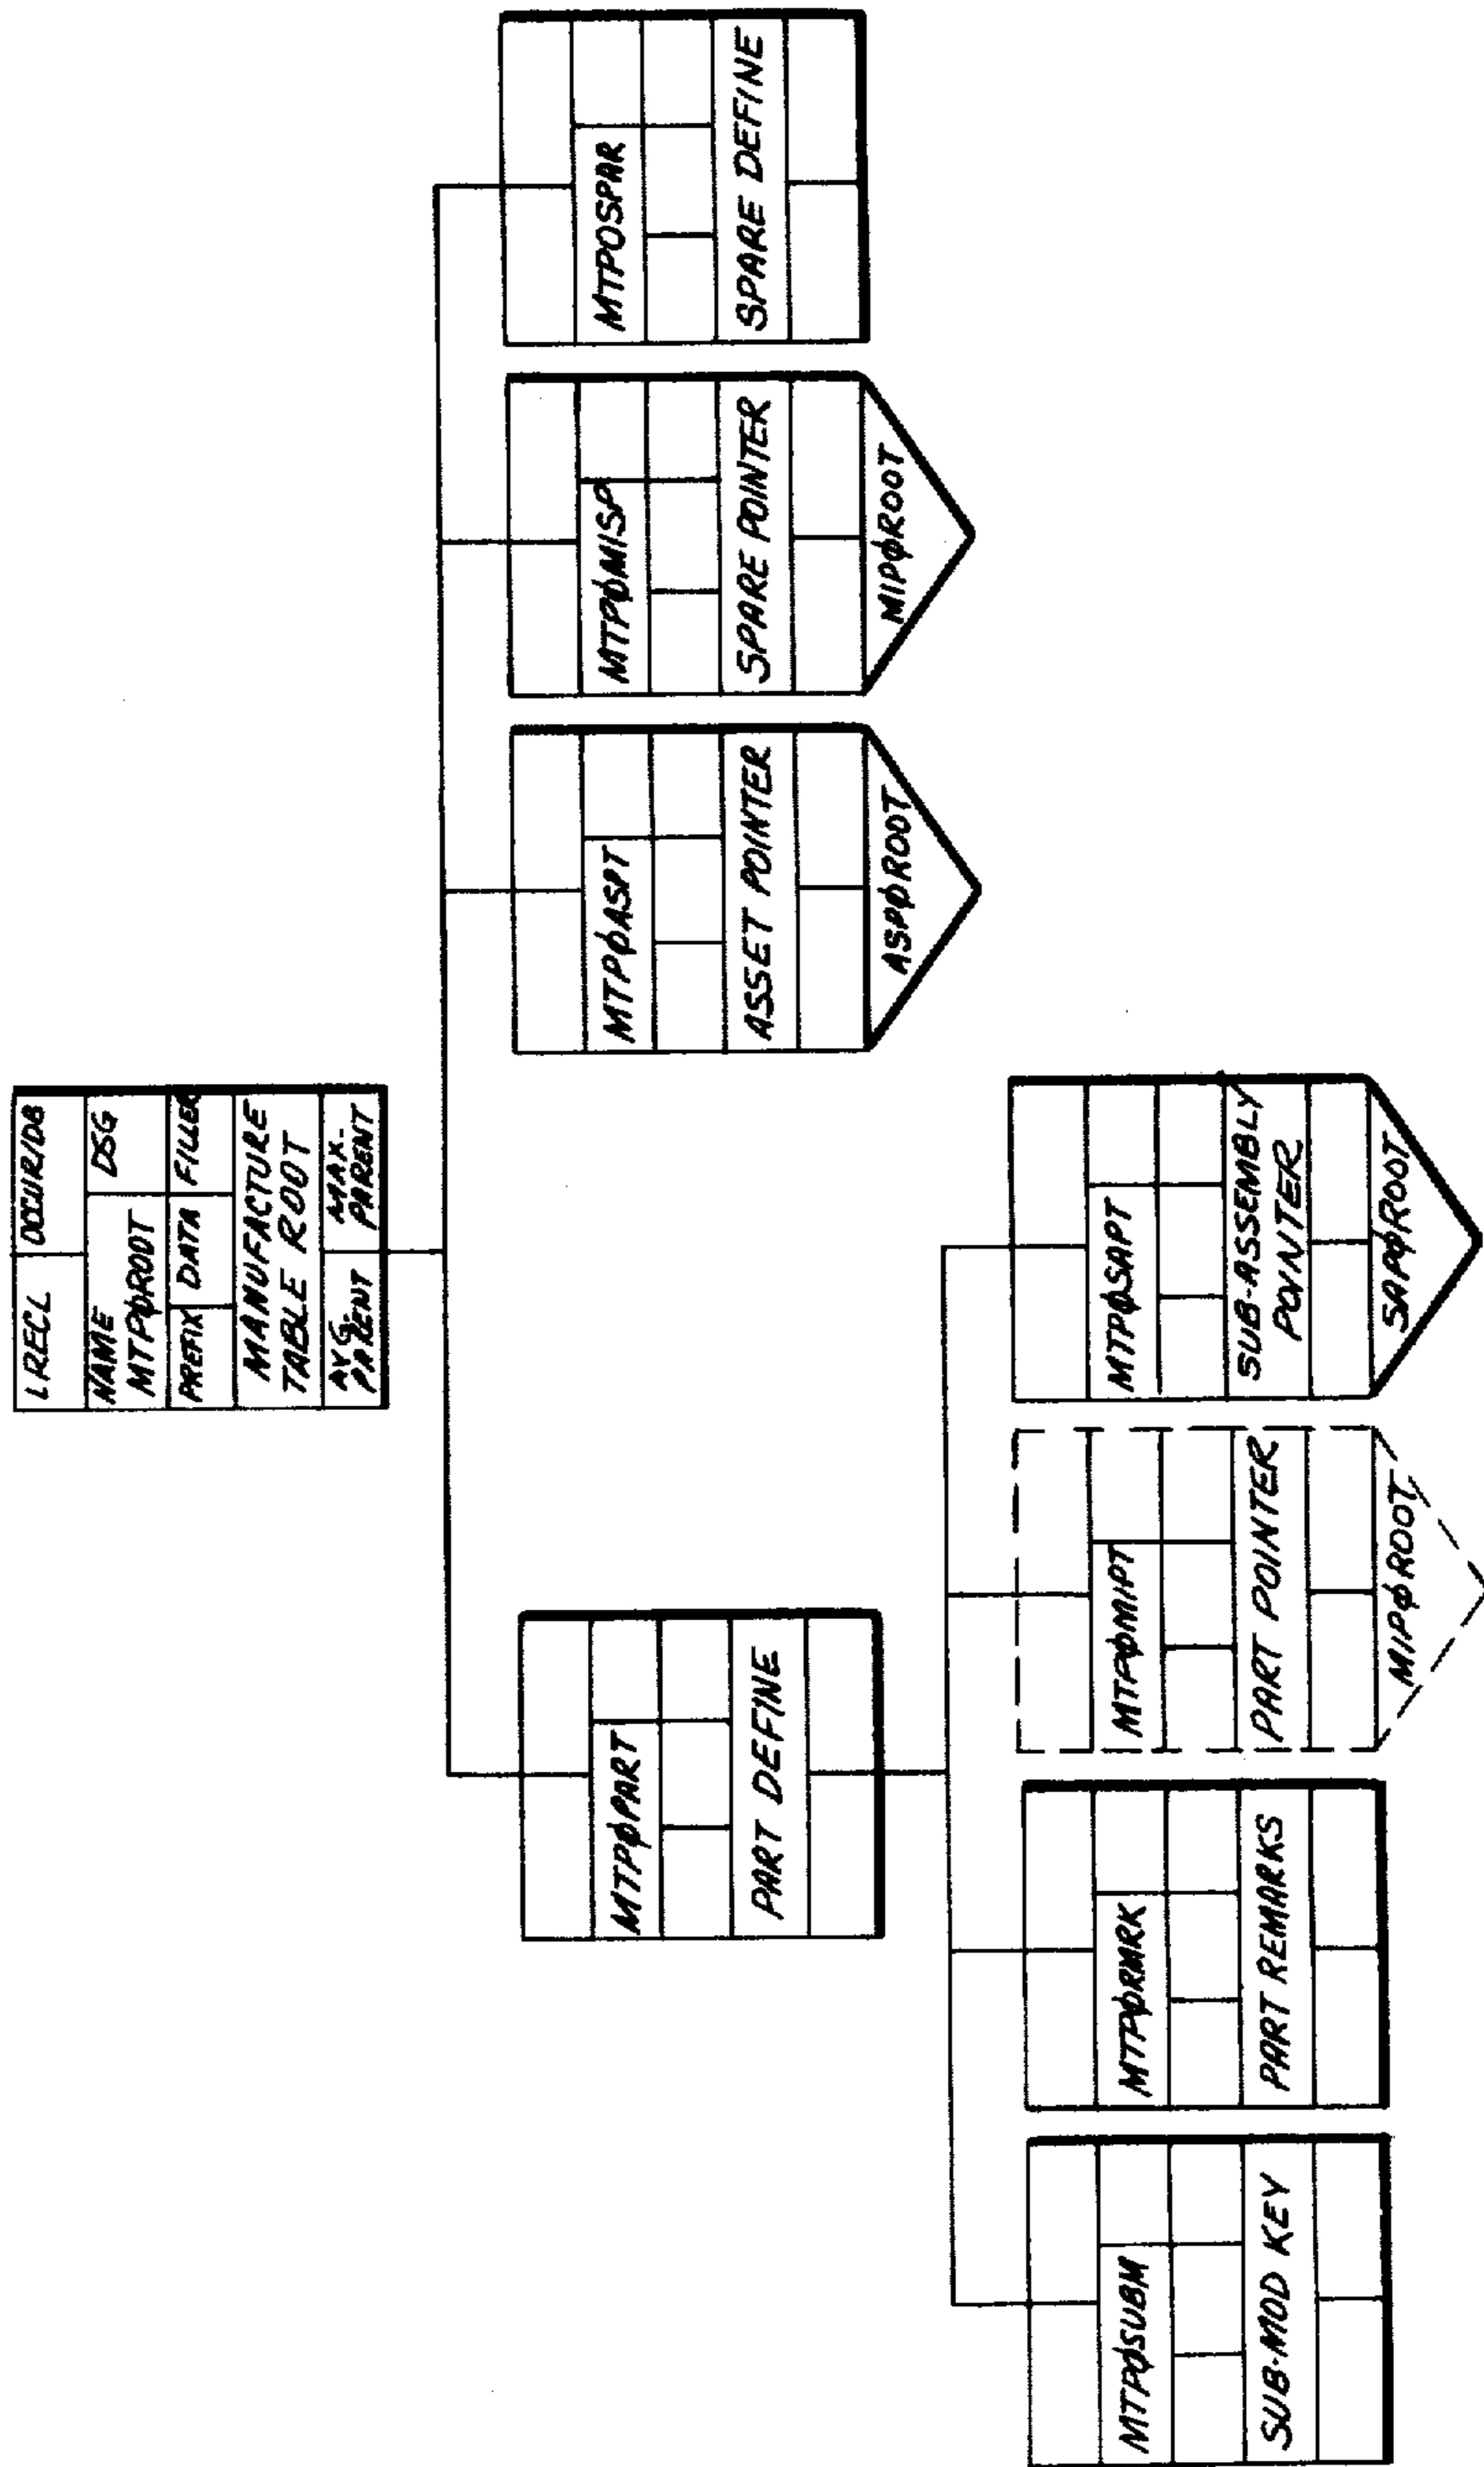 LRECL OCCUR/DB
NAME DSG
MTPØROOT
PREFIX DATA FILLER
MANUFACTURE
TABLE ROOT
AVG. MAX.
PARENT PARENT
MTPØPART
PART DEFINE
MTPØASPT
ASSET POINTER
ASPØROOT
MTPØMISP
SPARE POINTER
MIPØROOT
MTPOSPAR
SPARE DEFINE
MTPØSUBM
SUB-MOD KEY
MTPØRMRK
PART REMARKS
MTPØMIPT
PART POINTER
MIPØROOT
MTPØSAPT
SUB-ASSEMBLY
POINTER
SAPØROOT